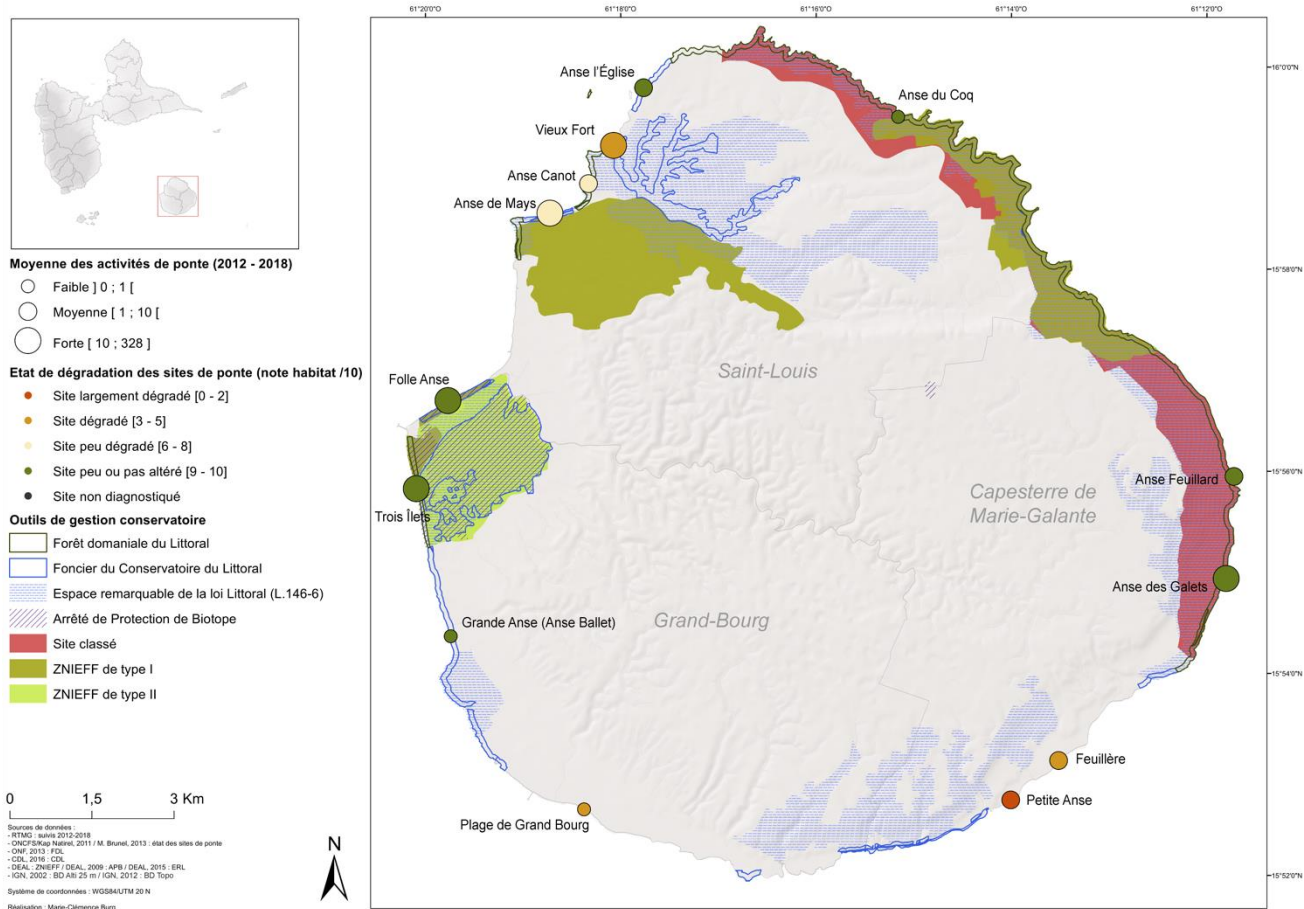 61°20'0"O
61°18'0"O
61°16'0"O
61°14'0"O
61°12'0"O
16°0'0"N
15°58'0"N
15°56'0"N
15°54'0"N
15°52'0"N
Moyenne des activités de ponte (2012 - 2018)
Faible ] 0 ; 1 [
Moyenne [ 1 ; 10 [
Forte [ 10 ; 328 ]
Etat de dégradation des sites de ponte (note habitat /10)
Site largement dégradé [0 - 2]
Site dégradé [3 - 5]
Site peu dégradé [6 - 8]
Site peu ou pas altéré [9 - 10]
Site non diagnostiqué
Outils de gestion conservatoire
Forêt domaniale du Littoral
Foncier du Conservatoire du Littoral
Espace remarquable de la loi Littoral (L.146-6)
Arrêté de Protection de Biotope
Site classé
ZNIEFF de type I
ZNIEFF de type II
0 1,5 3 Km
Sources de données :
- RTMG : suivis 2012-2018
- ONCFS/Kap Natirel, 2011 / M. Brunel, 2013 : état des sites de ponte
- ONF, 2013 : FDL
- CDL, 2016 : CDL
- DEAL : ZNIEFF / DEAL, 2009 : APB / DEAL, 2015 : ERL
- IGN, 2002 : BD Alti 25 m / IGN, 2012 : BD Topo
Système de coordonnées : WGS84/UTM 20 N
Réalisation : Marie-Clémence Buro
N
Anse l'Église
Anse du Coq
Vieux Fort
Anse Canot
Anse de Mays
Saint-Louis
Folle Anse
Capesterre de
Marie-Galante
Anse Feuillard
Trois Îlets
Anse des Galets
Grande Anse (Anse Ballet)
Grand-Bourg
Feuillère
Petite Anse
Plage de Grand Bourg